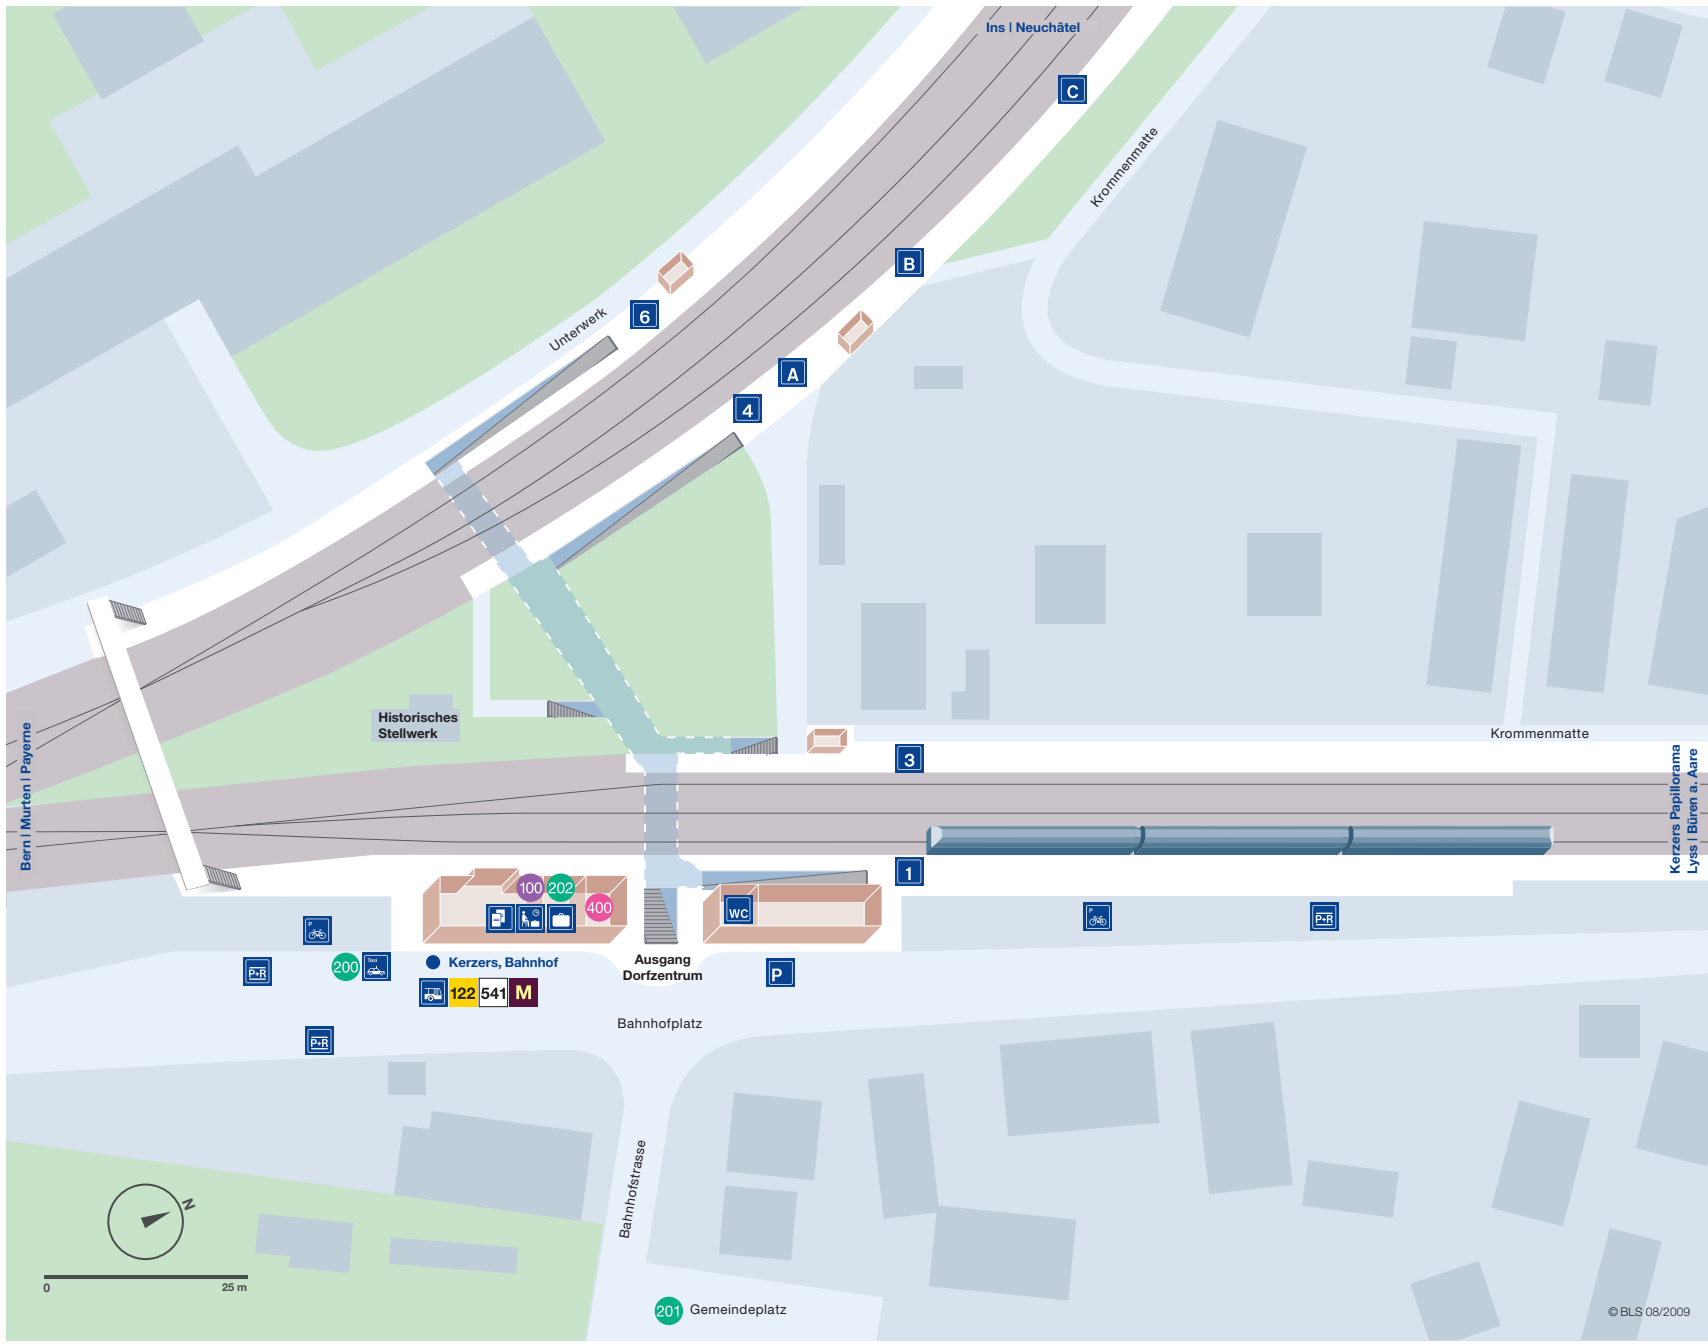 Ins | Neuchâtel
C
Krommenmatte
B
6
Unterwerk
A
4
Historisches
Stellwerk
Krommenmatte
3
Bern | Murten | Payerne
Kerzers Papillorama
Lyss | Büren a. Aare
1
100
202
400
WC
P
P
P+R
200
Taxi
Kerzers, Bahnhof
Ausgang
Dorfzentrum
P
P+R
122
541
M
Bahnhofplatz
P+R
Bahnhofstrasse
N
0
25 m
201
Gemeindeplatz
© BLS 08/2009